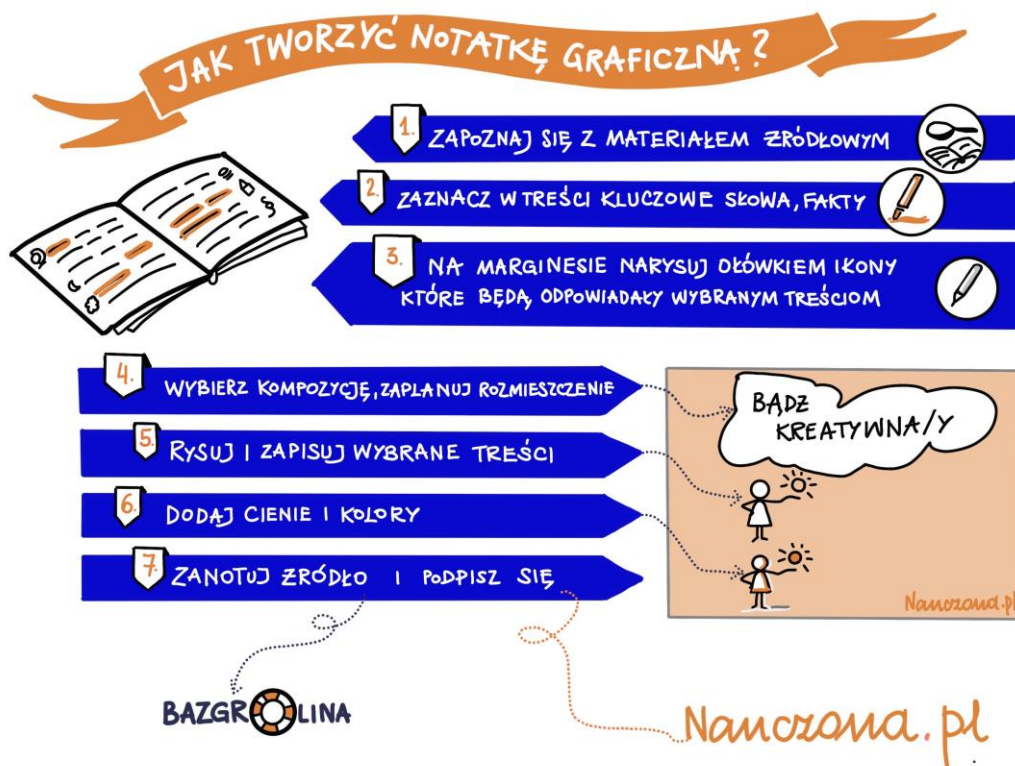 JAK TWORZYĆ NOTATKĘ GRAFICZNĄ?
1. ZAPOZNAJ SIĘ Z MATERIAŁEM ŹRÓDŁOWYM
2. ZAZNACZ W TREŚCI KLUCZOWE SŁOWA, FAKTY
3. NA MARGINESIE NARYSUJ OŁÓWKIEM IKONY
KTÓRE BĘDĄ ODPOWIADAŁY WYBRANYM TREŚCIOM
4. WYBIERZ KOMPOZYCJĘ, ZAPLANUJ ROZMIESZCZENIE
5. RYSUJ I ZAPISUJ WYBRANE TREŚCI
6. DODAJ CIENIE I KOLORY
7. ZANOTUJ ŹRÓDŁO I PODPISZ SIĘ
BĄDŹ
KREATYWNA/Y
Nauczona.pl
BAZGROLINA
Nauczona.pl